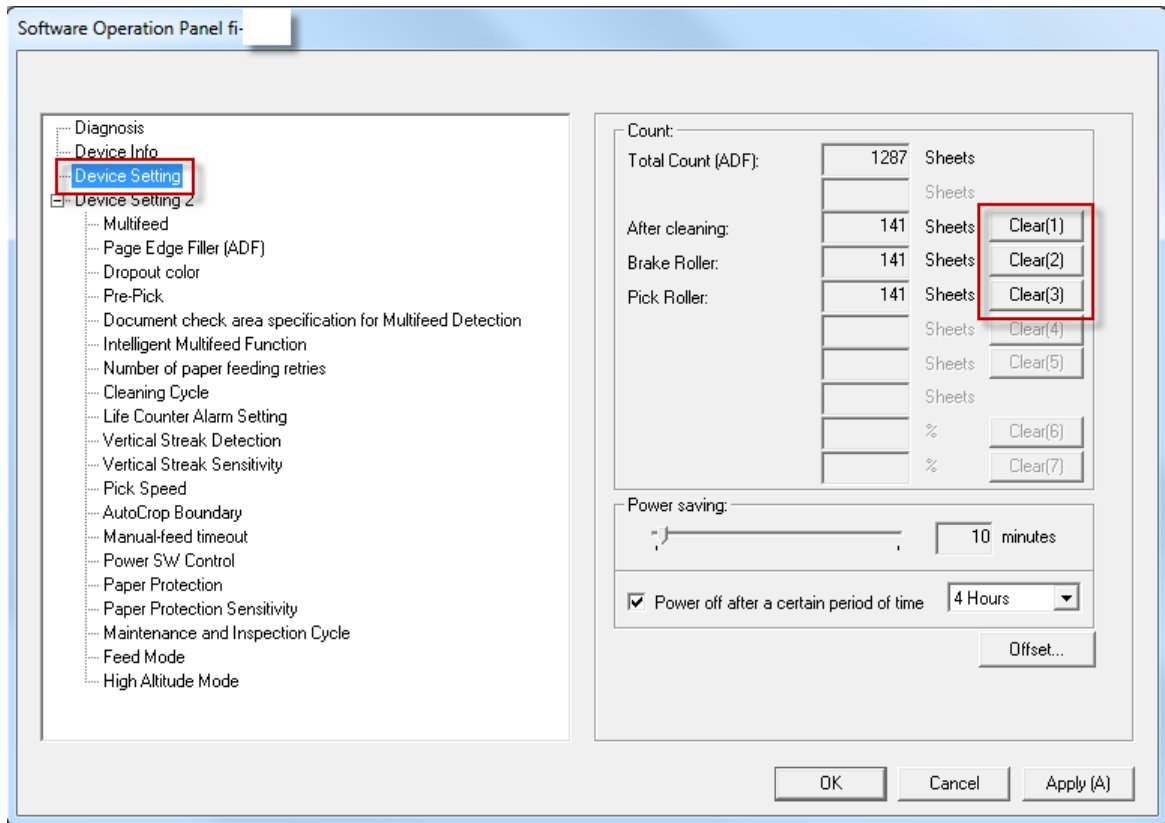 Software Operation Panel fi-
Diagnosis
Device Info
Device Setting
Device Setting 2
Multifeed
Page Edge Filler (ADF)
Dropout color
Pre-Pick
Document check area specification for Multifeed Detection
Intelligent Multifeed Function
Number of paper feeding retries
Cleaning Cycle
Life Counter Alarm Setting
Vertical Streak Detection
Vertical Streak Sensitivity
Pick Speed
AutoCrop Boundary
Manual-feed timeout
Power SW Control
Paper Protection
Paper Protection Sensitivity
Maintenance and Inspection Cycle
Feed Mode
High Altitude Mode
Count:
Total Count (ADF): 1287 Sheets
Sheets
After cleaning: 141 Sheets Clear(1)
Brake Roller: 141 Sheets Clear(2)
Pick Roller: 141 Sheets Clear(3)
Sheets Clear(4)
Sheets Clear(5)
Sheets
% Clear(6)
% Clear(7)
Power saving:
10 minutes
Power off after a certain period of time 4 Hours
Offset...
OK Cancel Apply (A)